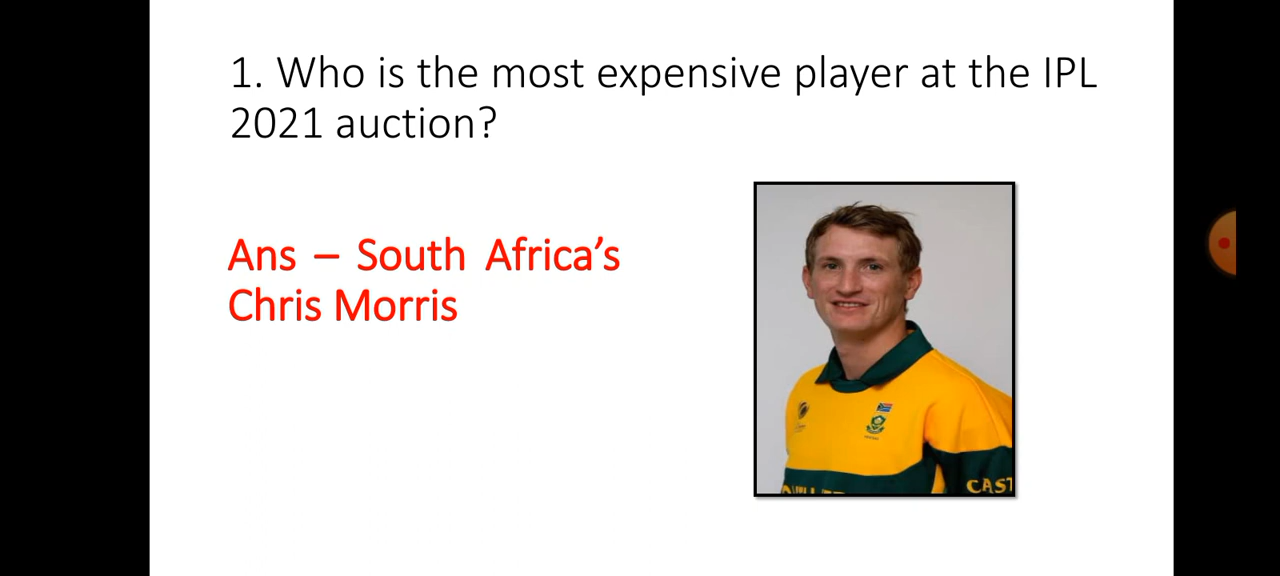 1. Who is the most expensive player at the IPL
2021 auction?
Ans – South Africa’s
Chris Morris
CAST